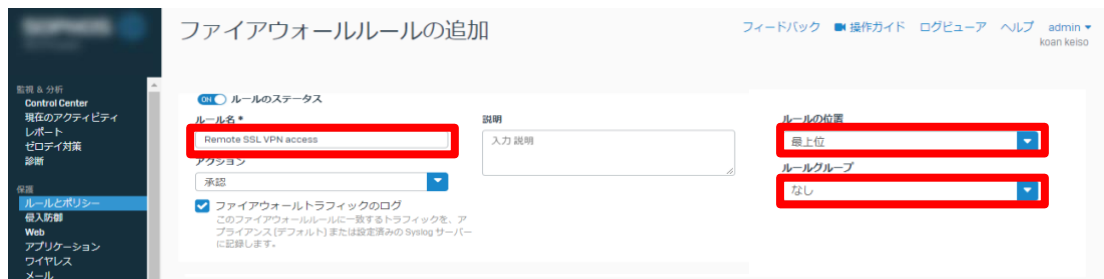 ファイアウォールルールの追加
フィードバック 操作ガイド ログビューア ヘルプ admin
koan keiso
監視 & 分析
Control Center
現在のアクティビティ
レポート
ゼロデイ対策
診断
保護
ルールとポリシー
侵入防御
Web
アプリケーション
ワイヤレス
メール
ON ルールのステータス
ルール名 *
Remote SSL VPN access
アクション
承認
ファイアウォールトラフィックのログ
このファイアウォールルールに一致するトラフィックを、ア
プライアンス (デフォルト) または設定済みの Syslog サーバー
に記録します。
説明
入力 説明
ルールの位置
最上位
ルールグループ
なし